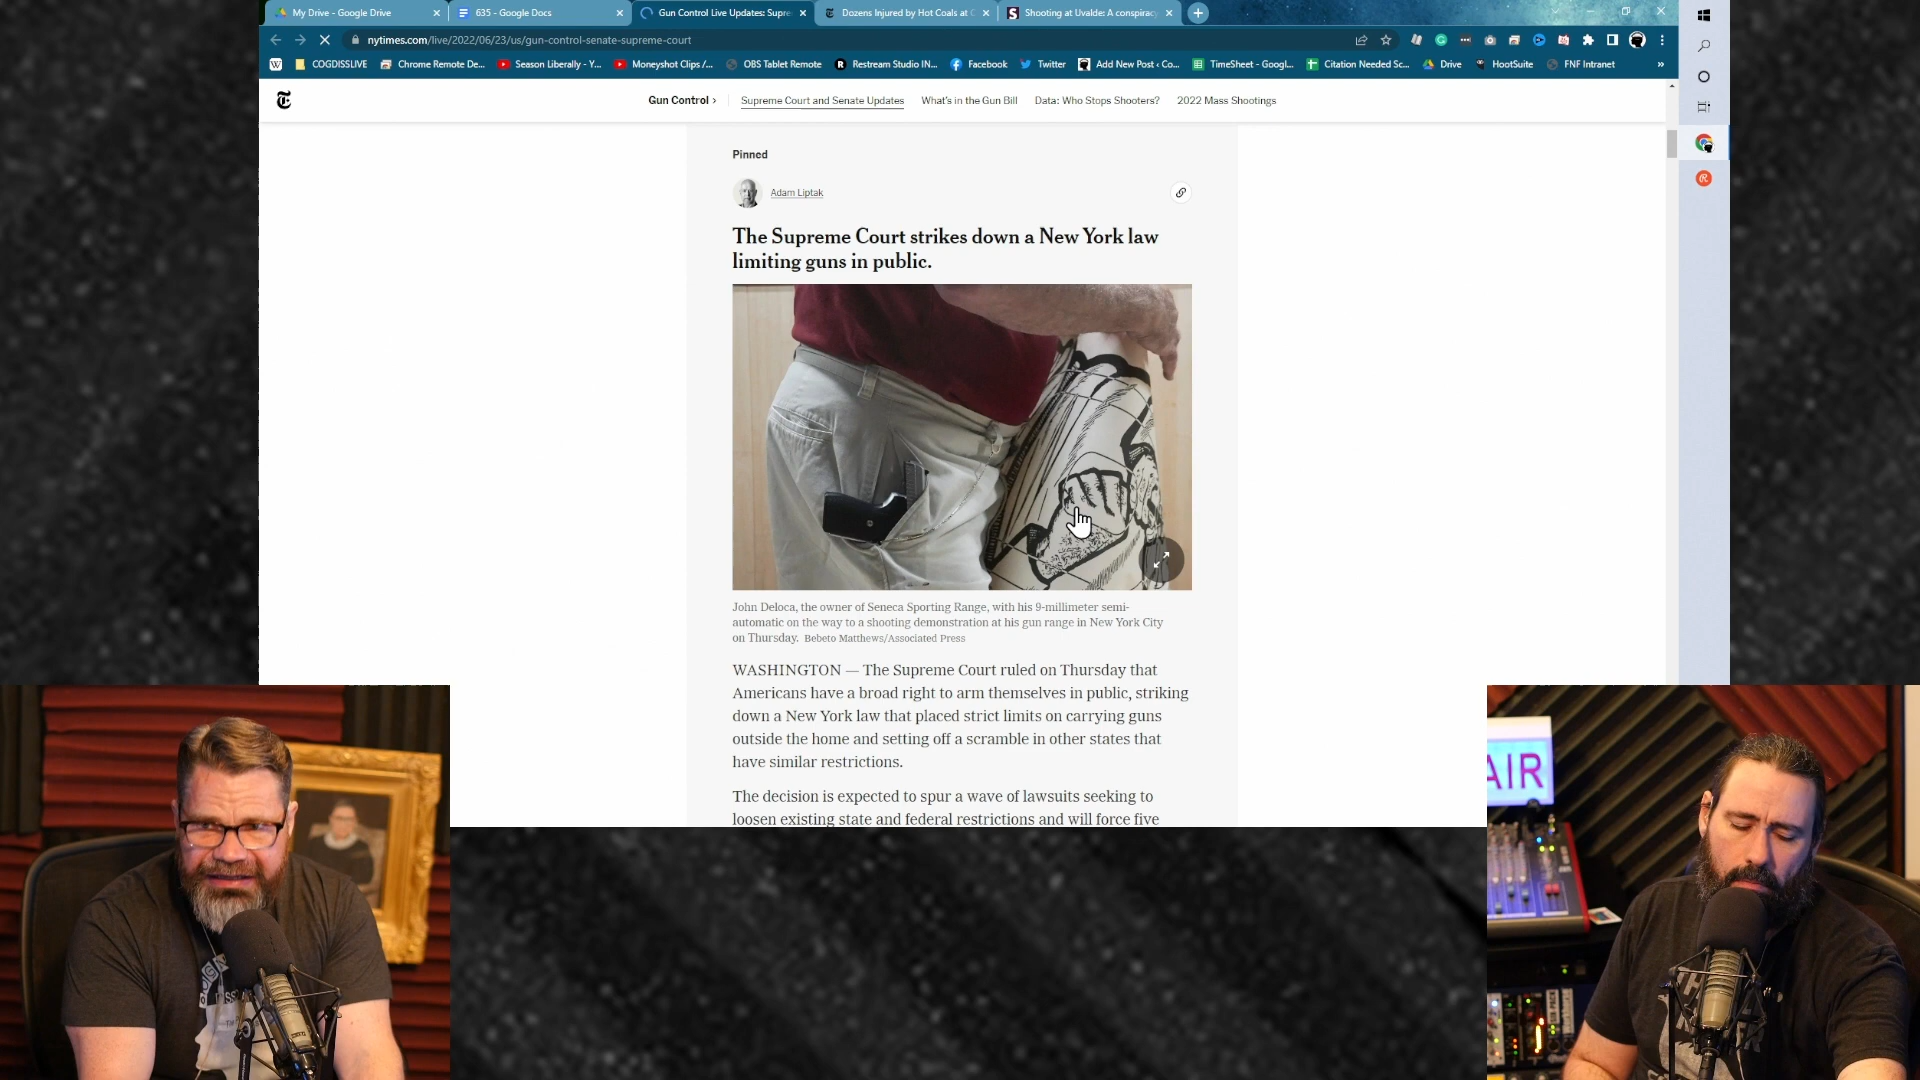 My Drive - Google Drive
635 - Google Docs
Gun Control Live Updates: Supre
Dozens Injured by Hot Coals at C
Shooting at Uvalde: A conspirac
nytimes.com/live/2022/06/23/us/gun-control-senate-supreme-court
W COGDISSLIVE Chrome Remote De... Season Liberally - Y... Moneyshot Clips /... OBS Tablet Remote Restream Studio IN... Facebook Twitter Add New Post ‹ Co... TimeSheet - Googl... Citation Needed Sc... Drive HootSuite FNF Intranet »
Gun Control › Supreme Court and Senate Updates What's in the Gun Bill Data: Who Stops Shooters? 2022 Mass Shootings
Pinned
Adam Liptak
The Supreme Court strikes down a New York law
limiting guns in public.
John Deloca, the owner of Seneca Sporting Range, with his 9-millimeter semi-
automatic on the way to a shooting demonstration at his gun range in New York City
on Thursday. Bebeto Matthews/Associated Press
WASHINGTON — The Supreme Court ruled on Thursday that
Americans have a broad right to arm themselves in public, striking
down a New York law that placed strict limits on carrying guns
outside the home and setting off a scramble in other states that
have similar restrictions.
The decision is expected to spur a wave of lawsuits seeking to
loosen existing state and federal restrictions and will force five
AIR